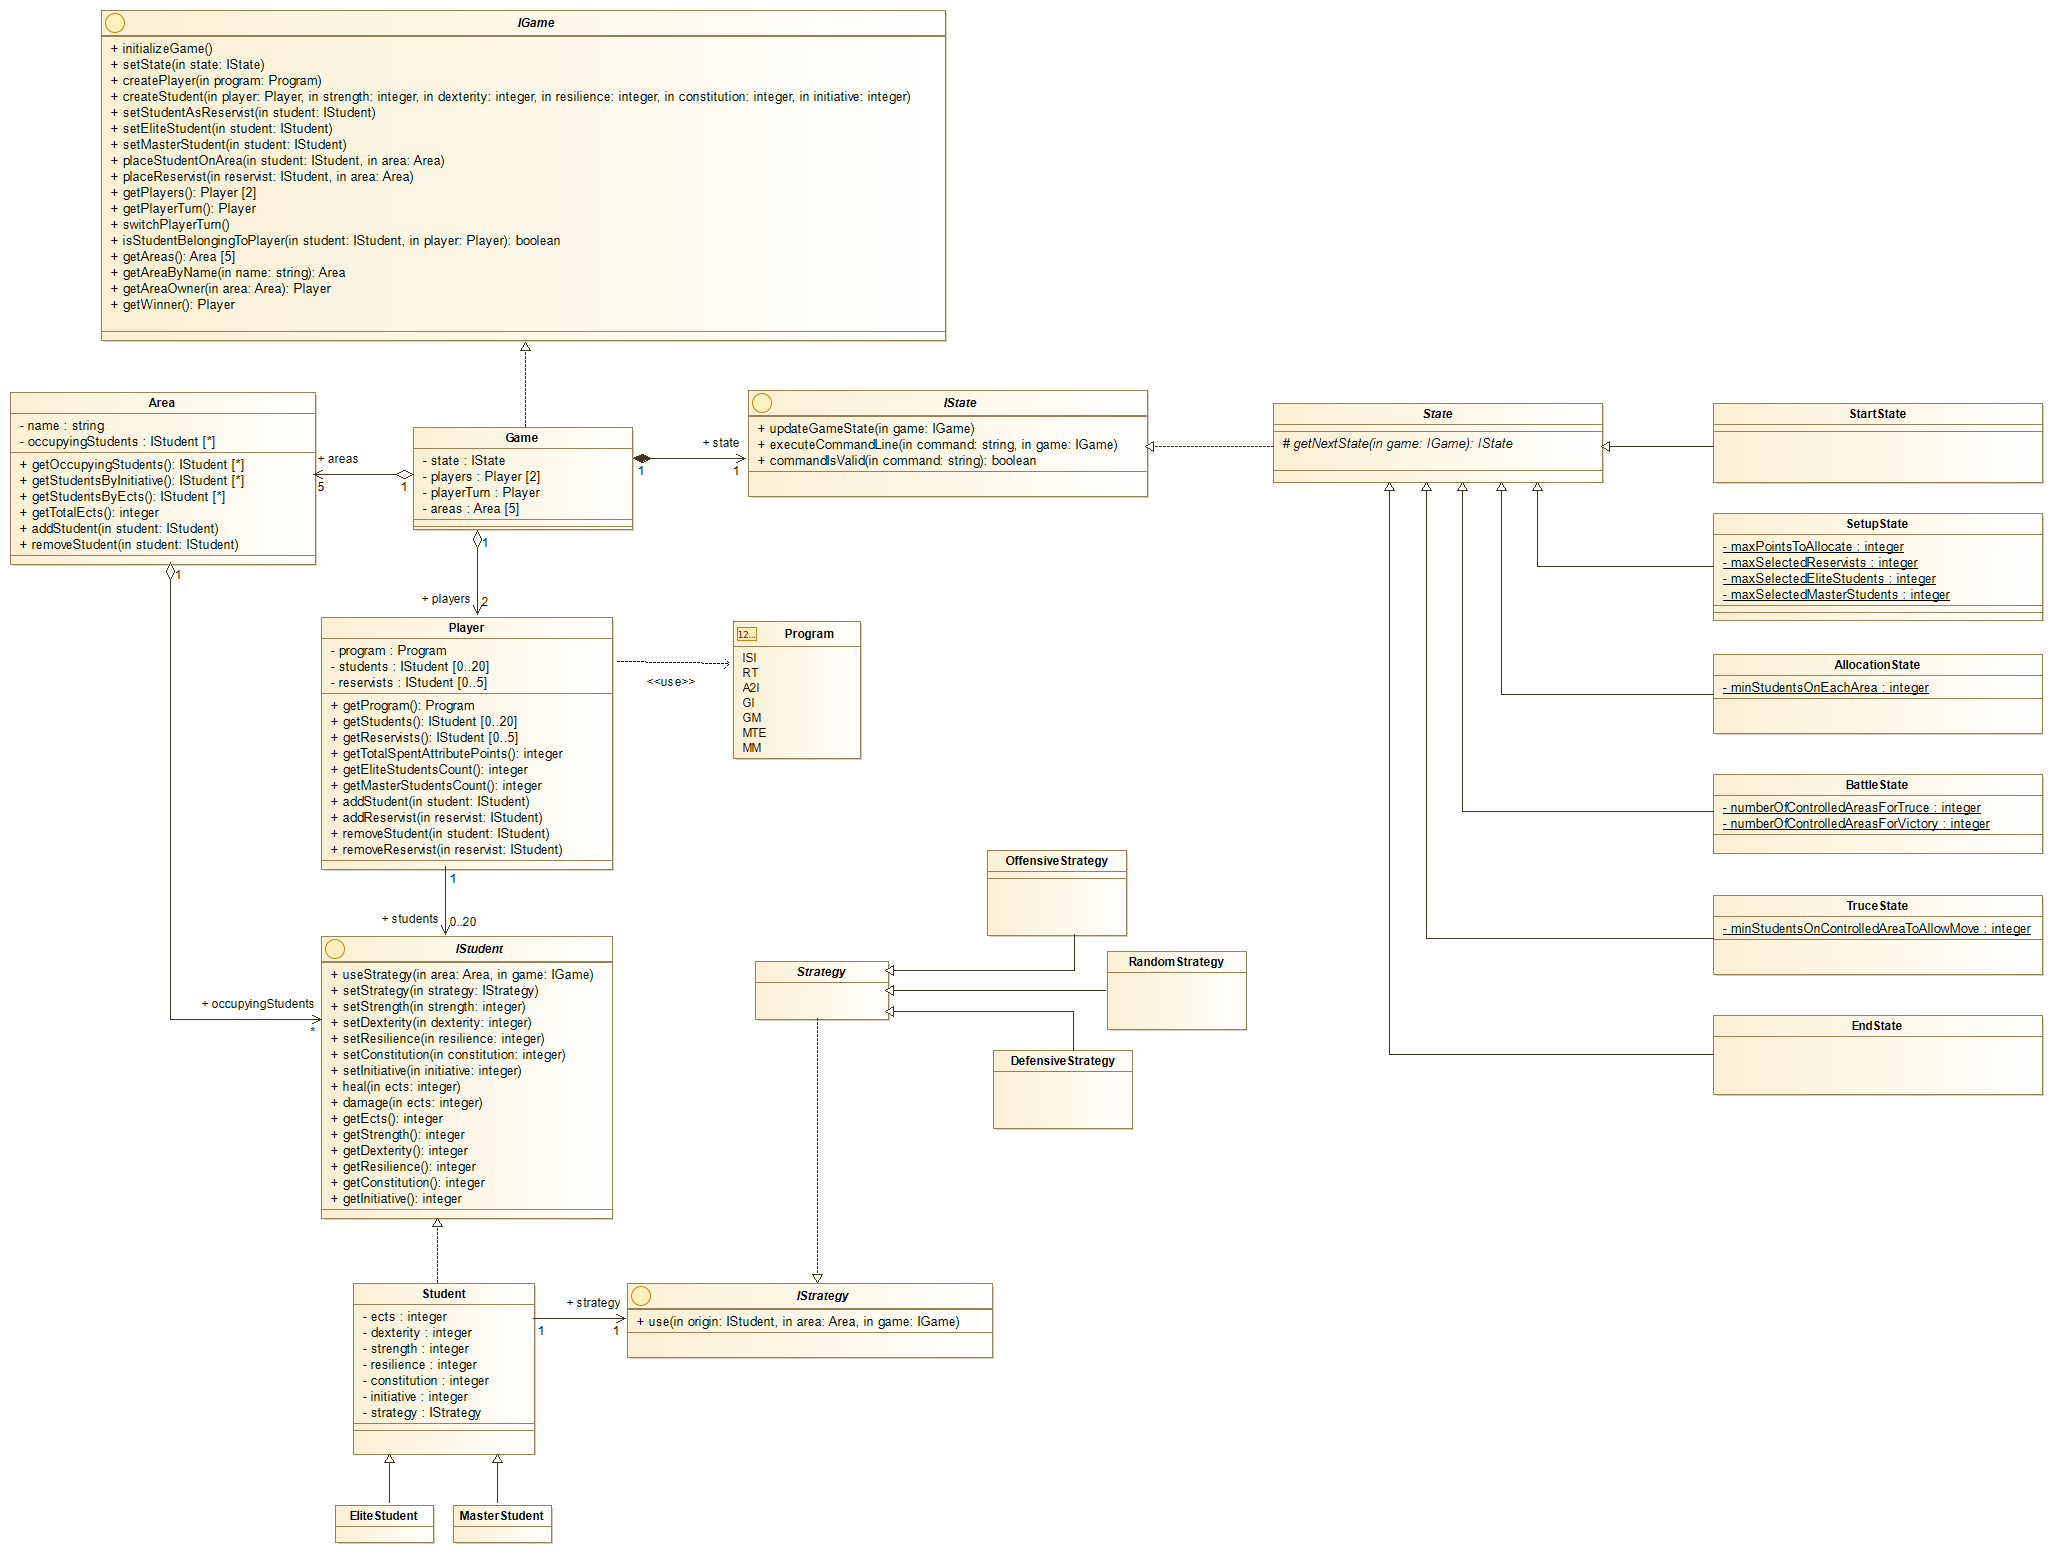 IGame
+ initializeGame()
+ setState(in state: IState)
+ createPlayer(in program: Program)
+ createStudent(in player: Player, in strength: integer, in dexterity: integer, in resilience: integer, in constitution: integer, in initiative: integer)
+ setStudentAsReservist(in student: IStudent)
+ setEliteStudent(in student: IStudent)
+ setMasterStudent(in student: IStudent)
+ placeStudentOnArea(in student: IStudent, in area: Area)
+ placeReservist(in reservist: IStudent, in area: Area)
+ getPlayers(): Player [2]
+ getPlayerTurn(): Player
+ switchPlayerTurn()
+ isStudentBelongingToPlayer(in student: IStudent, in player: Player): boolean
+ getAreas(): Area [5]
+ getAreaByName(in name: string): Area
+ getAreaOwner(in area: Area): Player
+ getWinner(): Player
Area
- name : string
- occupyingStudents : IStudent [*]
+ getOccupyingStudents(): IStudent [*]
+ getStudentsByInitiative(): IStudent [*]
+ getStudentsByEcts(): IStudent [*]
+ getTotalEcts(): integer
+ addStudent(in student: IStudent)
+ removeStudent(in student: IStudent)
+ areas
5
1
Game
- state : IState
- players : Player [2]
- playerTurn : Player
- areas : Area [5]
+ state
1
1
IState
+ updateGameState(in game: IGame)
+ executeCommandLine(in command: string, in game: IGame)
+ commandIsValid(in command: string): boolean
State
# getNextState(in game: IGame): IState
StartState
SetupState
- maxPointsToAllocate : integer
- maxSelectedReservists : integer
- maxSelectedEliteStudents : integer
- maxSelectedMasterStudents : integer
AllocationState
- minStudentsOnEachArea : integer
BattleState
- numberOfControlledAreasForTruce : integer
- numberOfControlledAreasForVictory : integer
TruceState
- minStudentsOnControlledAreaToAllowMove : integer
EndState
1
+ players
2
Player
- program : Program
- students : IStudent [0..20]
- reservists : IStudent [0..5]
+ getProgram(): Program
+ getStudents(): IStudent [0..20]
+ getReservists(): IStudent [0..5]
+ getTotalSpentAttributePoints(): integer
+ getEliteStudentsCount(): integer
+ getMasterStudentsCount(): integer
+ addStudent(in student: IStudent)
+ addReservist(in reservist: IStudent)
+ removeStudent(in student: IStudent)
+ removeReservist(in reservist: IStudent)
<<use>>
12...
Program
ISI
RT
A2I
GI
GM
MTE
MM
1
+ students
0..20
1
+ occupyingStudents
*
IStudent
+ useStrategy(in area: Area, in game: IGame)
+ setStrategy(in strategy: IStrategy)
+ setStrength(in strength: integer)
+ setDexterity(in dexterity: integer)
+ setResilience(in resilience: integer)
+ setConstitution(in constitution: integer)
+ setInitiative(in initiative: integer)
+ heal(in ects: integer)
+ damage(in ects: integer)
+ getEcts(): integer
+ getStrength(): integer
+ getDexterity(): integer
+ getResilience(): integer
+ getConstitution(): integer
+ getInitiative(): integer
OffensiveStrategy
Strategy
RandomStrategy
DefensiveStrategy
Student
- ects : integer
- dexterity : integer
- strength : integer
- resilience : integer
- constitution : integer
- initiative : integer
- strategy : IStrategy
+ strategy
1
1
IStrategy
+ use(in origin: IStudent, in area: Area, in game: IGame)
EliteStudent
MasterStudent